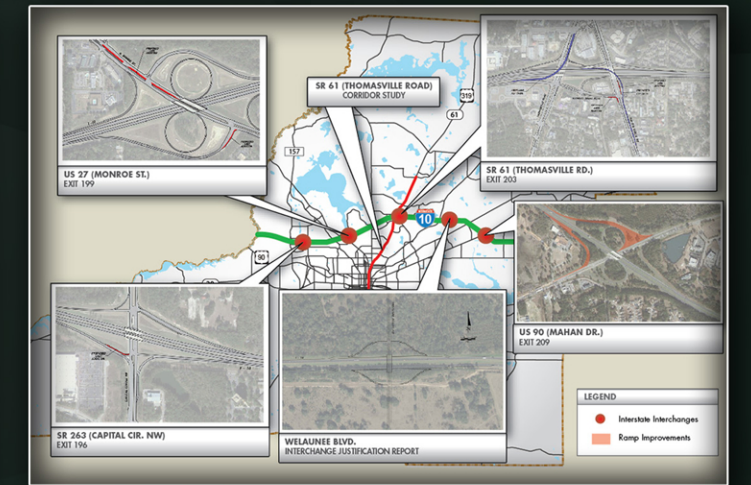 US 27 (MONROE ST.)
EXIT 199
SR 61 (THOMASVILLE ROAD)
CORRIDOR STUDY
319
61
157
SR 61 (THOMASVILLE RD.)
EXIT 203
10
90
US 90 (MAHAN DR.)
EXIT 209
SR 263 (CAPITAL CIR. NW)
EXIT 196
WELAUNEE BLVD.
INTERCHANGE JUSTIFICATION REPORT
LEGEND
Interstate Interchanges
Ramp Improvements